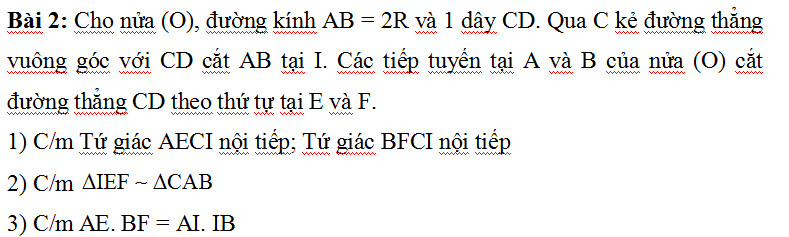 Bài 2: Cho nửa (O), đường kính AB = 2R và 1 dây CD. Qua C kẻ đường thẳng
vuông góc với CD cắt AB tại I. Các tiếp tuyến tại A và B của nửa (O) cắt
đường thẳng CD theo thứ tự tại E và F.
1) C/m Tứ giác AECI nội tiếp; Tứ giác BFCI nội tiếp
2) C/m ΔIEF ~ ΔCAB
3) C/m AE. BF = AI. IB